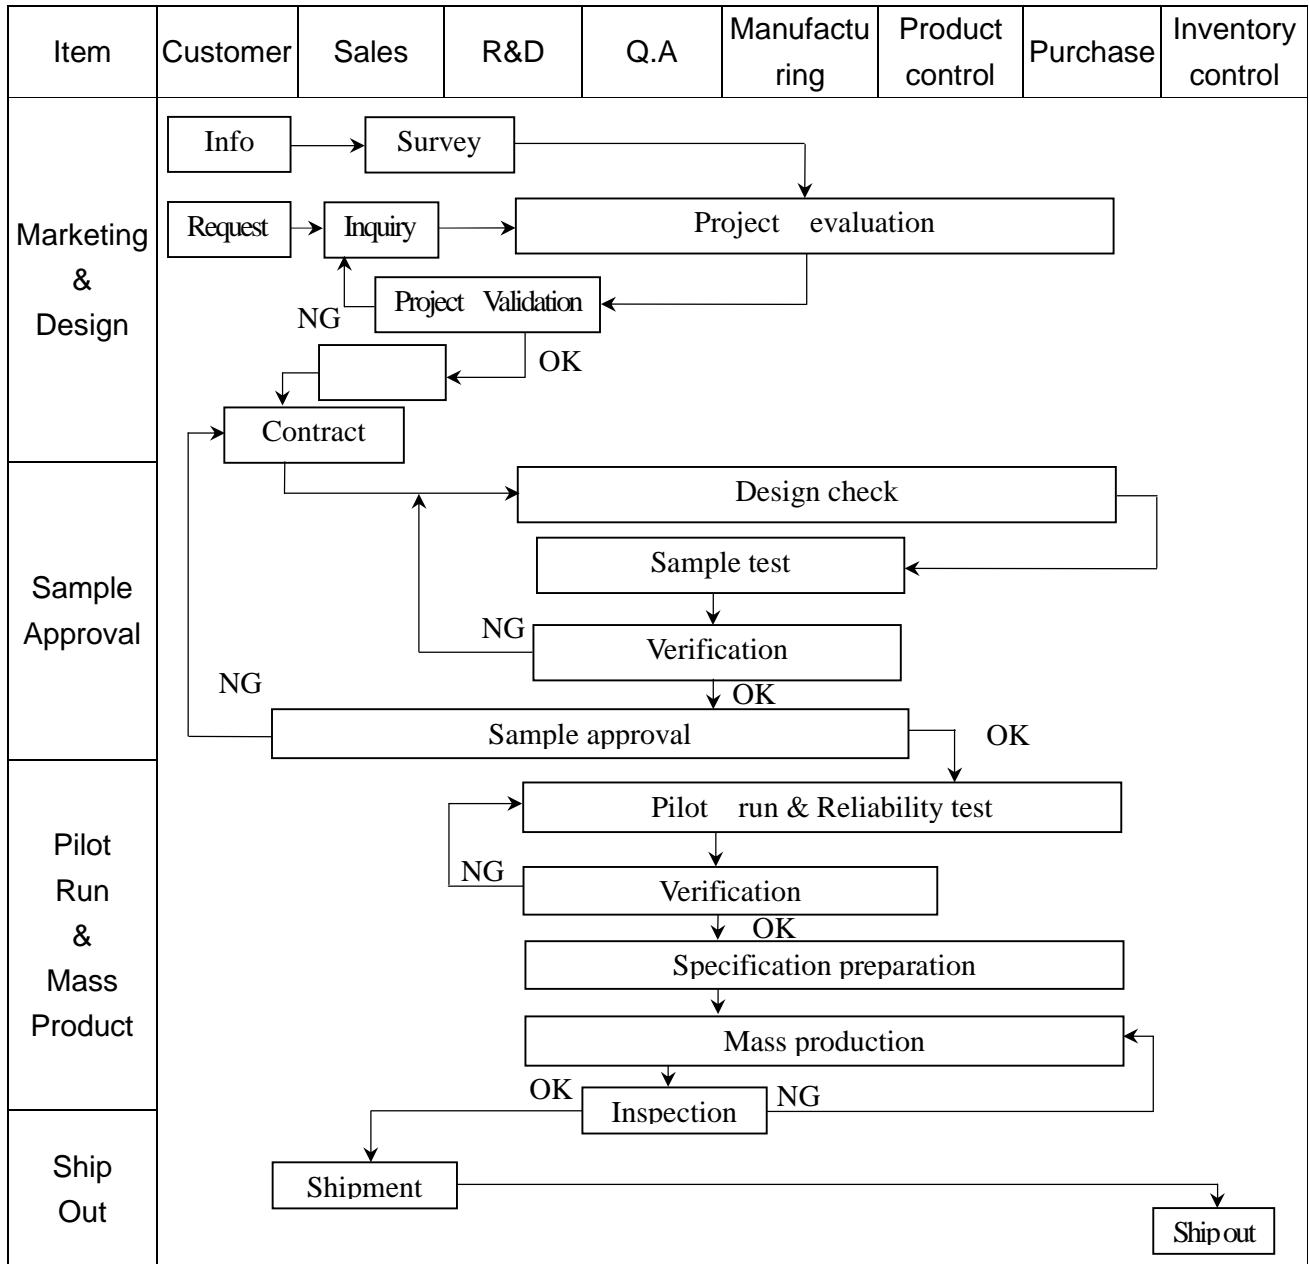 Item
Customer
Sales
R&D
Q.A
Manufactu
ring
Product
control
Purchase
Inventory
control
Marketing
&
Design
Info
Survey
Request
Inquiry
Project evaluation
Project Validation
NG
OK
Contract
Sample
Approval
Design check
Sample test
NG
Verification
NG
OK
Sample approval
OK
Pilot
Run
&
Mass
Product
Pilot run & Reliability test
NG
Verification
OK
Specification preparation
Mass production
OK
Inspection
NG
Ship
Out
Shipment
Ship out